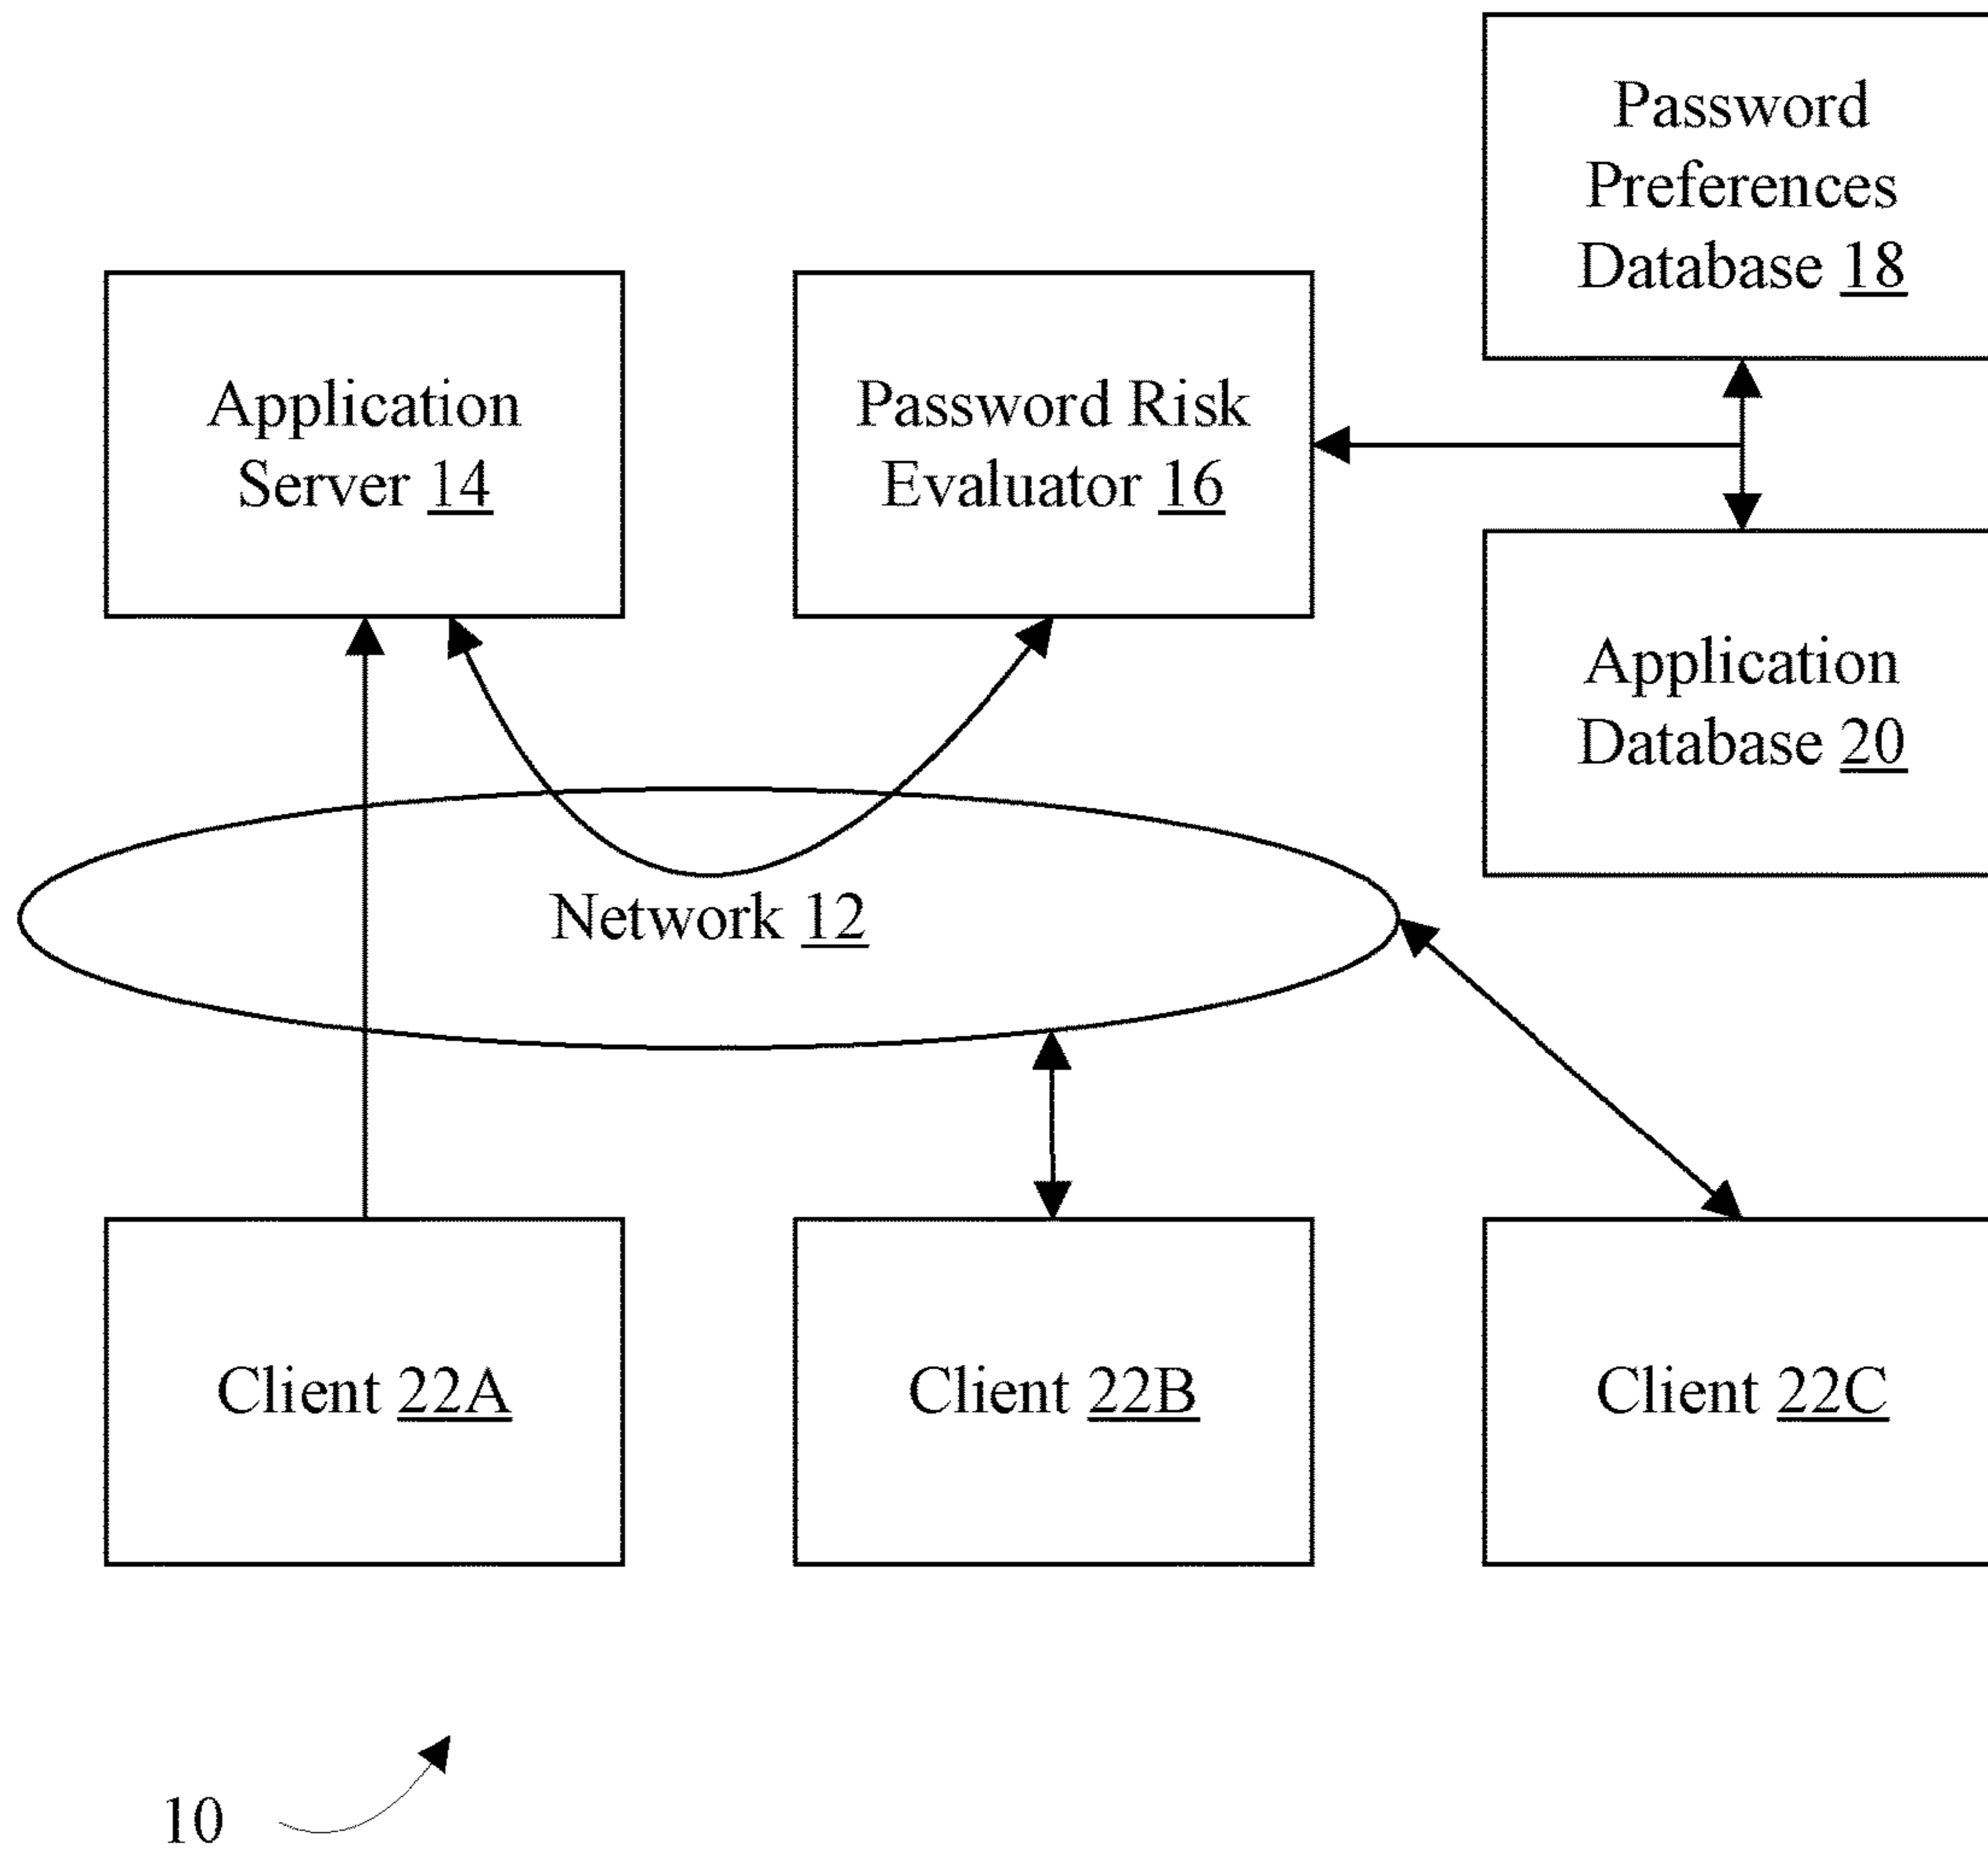 Password
Preferences
Database 18
Application
Server 14
Password Risk
Evaluator 16
Application
Database 20
Network 12
Client 22A
Client 22B
Client 22C
10